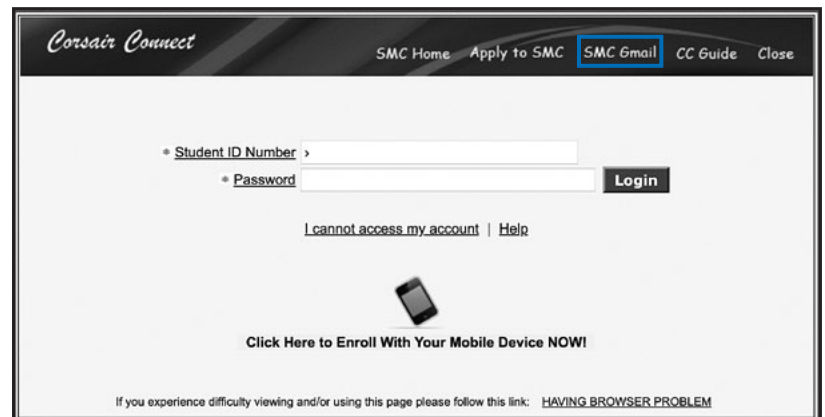 Corsair Connect
SMC Home Apply to SMC SMC Gmail CC Guide Close
* Student ID Number ›
* Password Login
I cannot access my account | Help
Click Here to Enroll With Your Mobile Device NOW!
If you experience difficulty viewing and/or using this page please follow this link: HAVING BROWSER PROBLEM